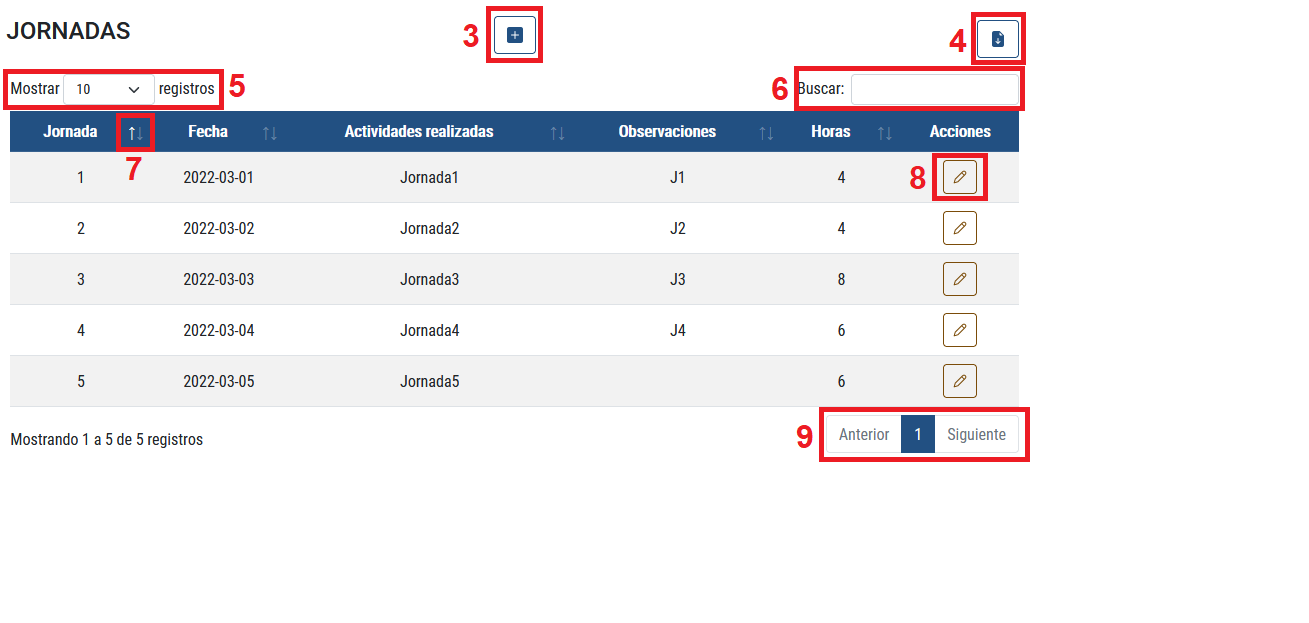 JORNADAS
3
4
Mostrar 10 registros 5
6 Buscar:
Jornada Fecha Actividades realizadas Observaciones Horas Acciones
7
1 2022-03-01 Jornada1 J1 4 8
2 2022-03-02 Jornada2 J2 4
3 2022-03-03 Jornada3 J3 8
4 2022-03-04 Jornada4 J4 6
5 2022-03-05 Jornada5 6
Mostrando 1 a 5 de 5 registros
9 Anterior 1 Siguiente